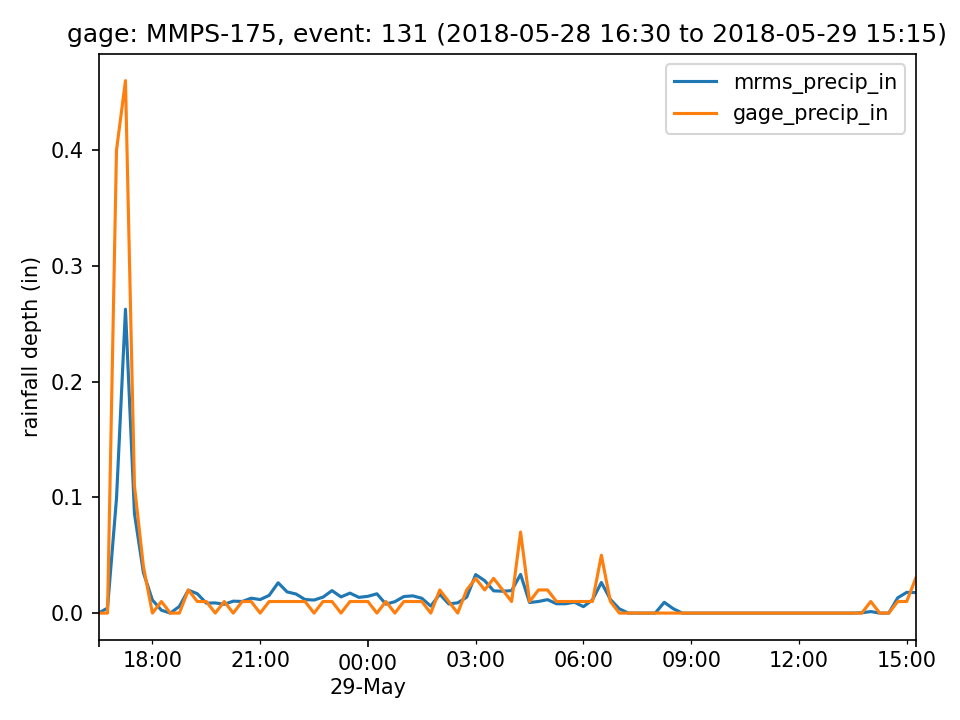 gage: MMPS-175, event: 131 (2018-05-28 16:30 to 2018-05-29 15:15)
mrms_precip_in
gage_precip_in
rainfall depth (in)
0.4
0.3
0.2
0.1
0.0
18:00
21:00
00:00
29-May
03:00
06:00
09:00
12:00
15:00